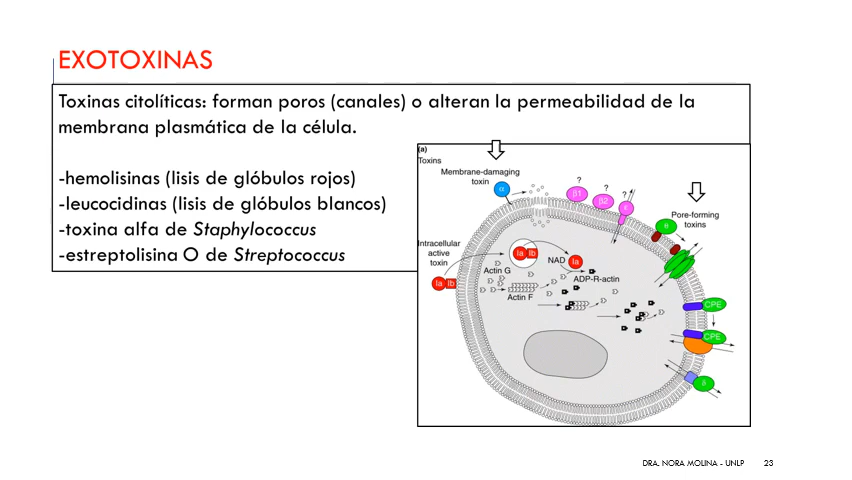 EXOTOXINAS
Toxinas citolíticas: forman poros (canales) o alteran la permeabilidad de la
membrana plasmática de la célula.
-hemolisinas (lisis de glóbulos rojos)
-leucocidinas (lisis de glóbulos blancos)
-toxina alfa de Staphylococcus
-estreptolisina O de Streptococcus
(a)
Toxins
Membrane-damaging
toxin
α
?
β1
?
β2
?
Pore-forming
toxins
Intracellular
active
toxin
Ia Ib
Ia Ib
NAD
Ia
Actin G
ADP-R-actin
Actin F
CPE
CPE
DRA. NORA MOLINA - UNLP
23